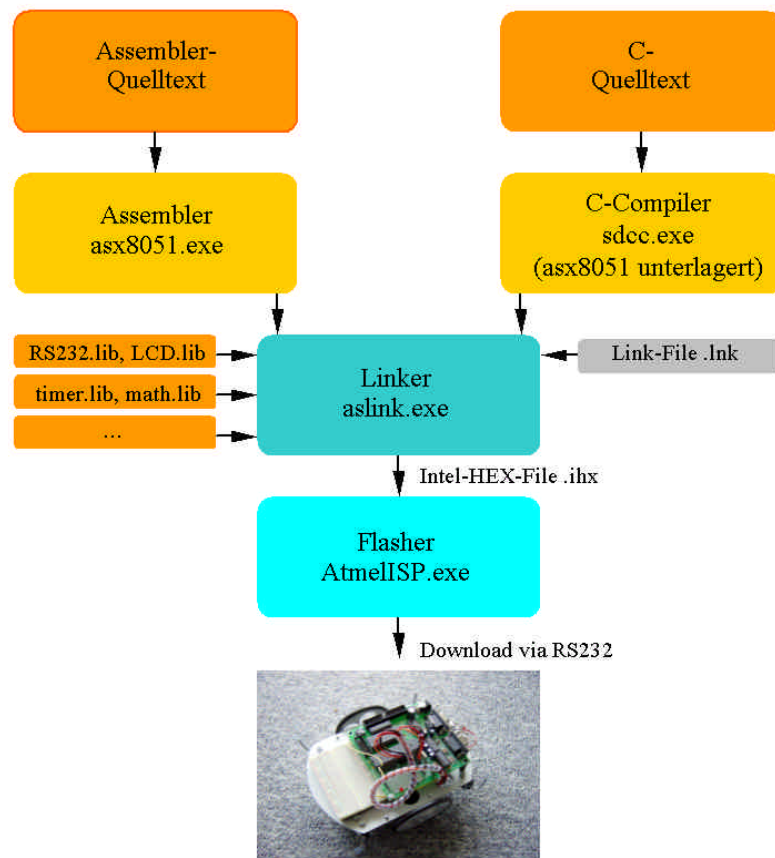 Assembler-
Quelltext
C-
Quelltext
Assembler
asx8051.exe
C-Compiler
sdcc.exe
(asx8051 unterlagert)
RS232.lib, LCD.lib
timer.lib, math.lib
...
Linker
aslink.exe
Link-File .lnk
Intel-HEX-File .ihx
Flasher
AtmelISP.exe
Download via RS232